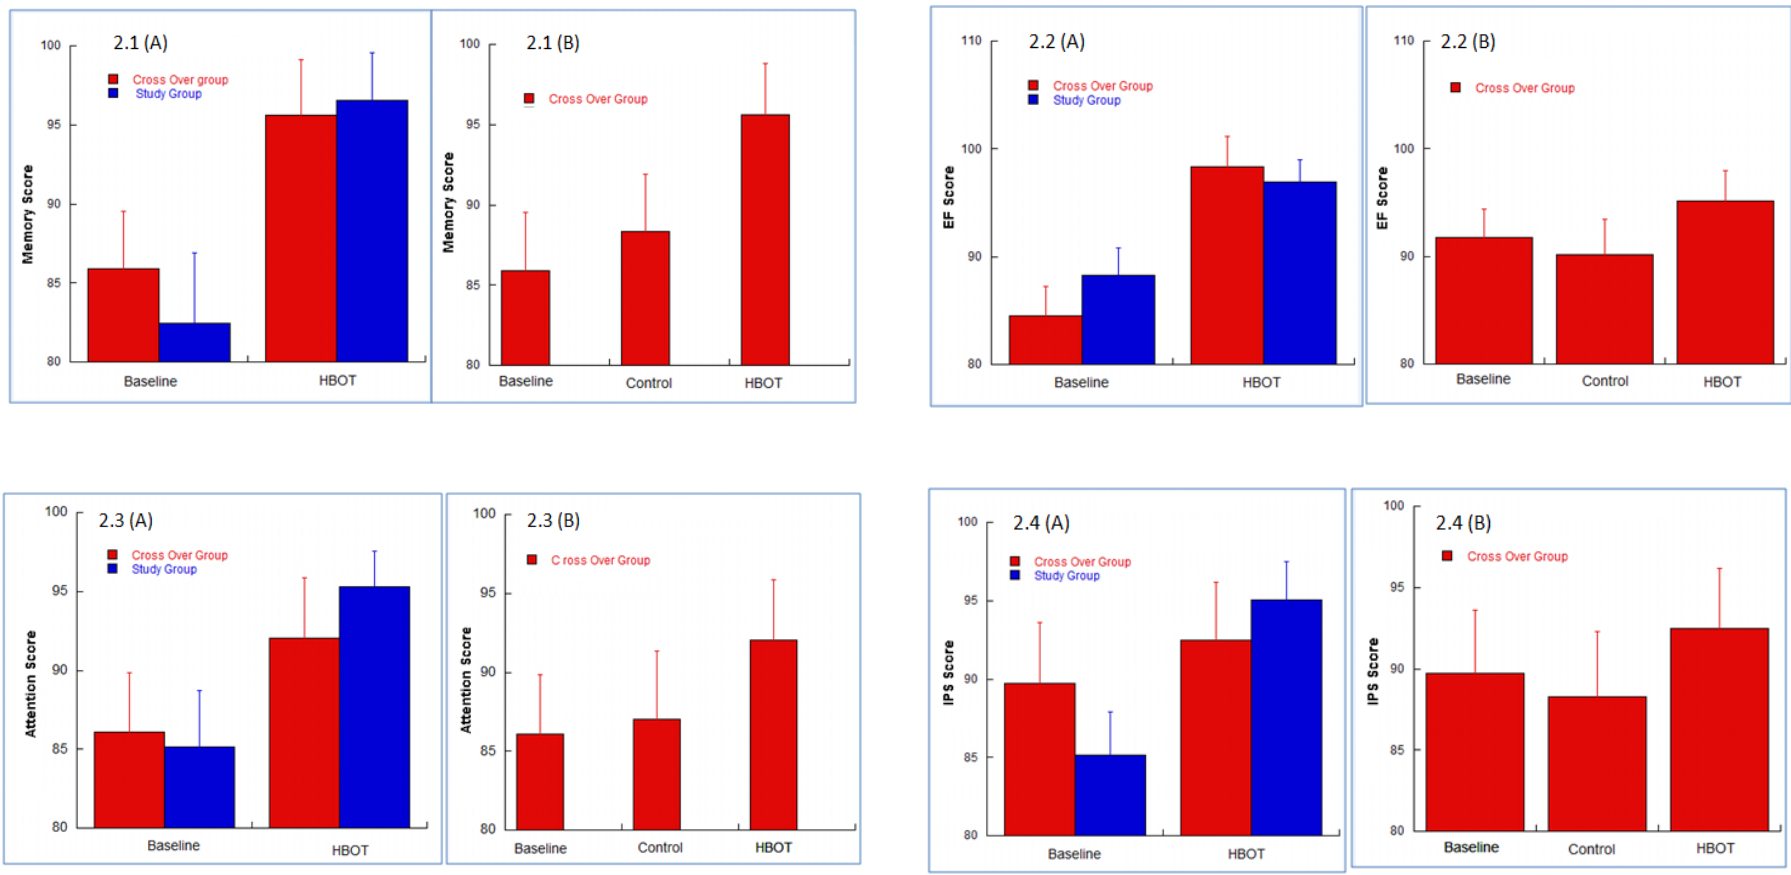 2.1 (A)
Cross Over group
Study Group
Memory Score
100
95
90
85
80
Baseline HBOT
2.1 (B)
Cross Over Group
Memory Score
100
95
90
85
80
Baseline Control HBOT
2.2 (A)
Cross Over Group
Study Group
EF Score
110
100
90
80
Baseline HBOT
2.2 (B)
Cross Over Group
EF Score
110
100
90
80
Baseline Control HBOT
2.3 (A)
Cross Over Group
Study Group
Attention Score
100
95
90
85
80
Baseline HBOT
2.3 (B)
C ross Over Group
Attention Score
100
95
90
85
80
Baseline Control HBOT
2.4 (A)
Cross Over Group
Study Group
IPS Score
100
95
90
85
80
Baseline HBOT
2.4 (B)
Cross Over Group
IPS Score
100
95
90
85
80
Baseline Control HBOT